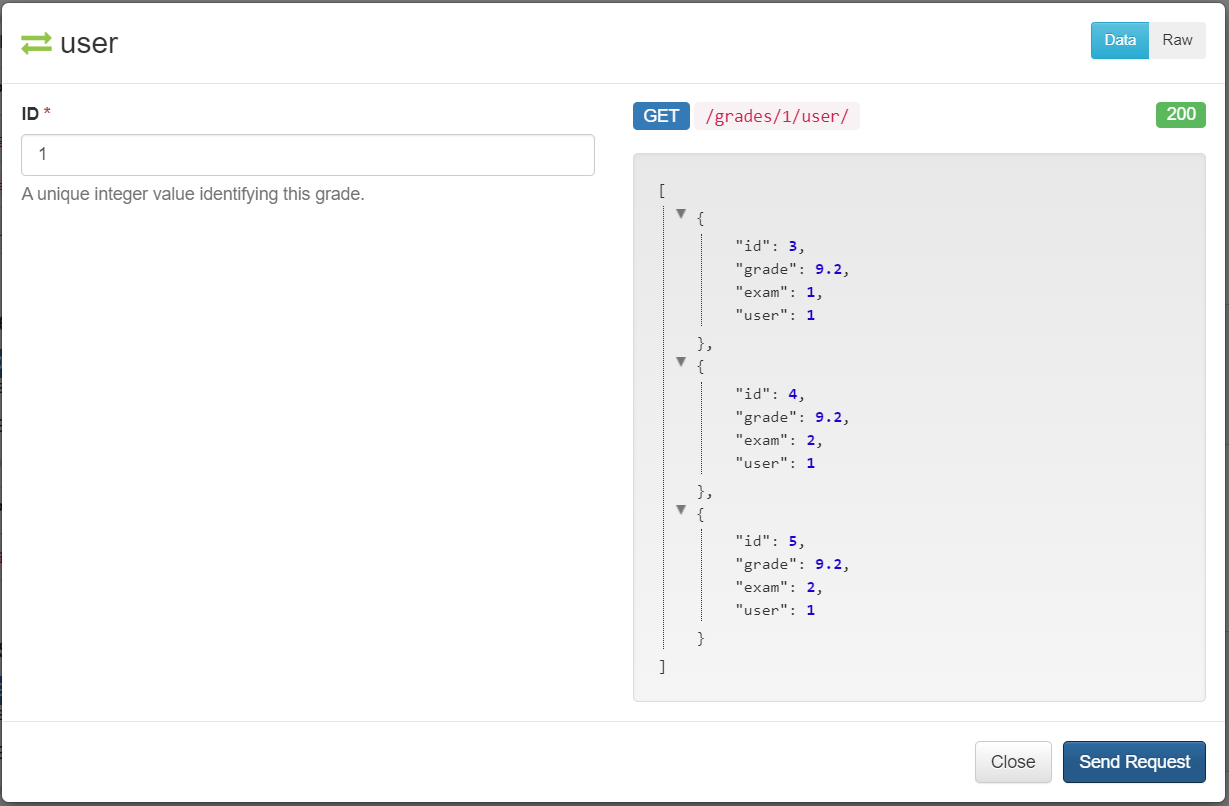 user
Data Raw
ID *
1
A unique integer value identifying this grade.
GET /grades/1/user/ 200
[
{
"id": 3,
"grade": 9.2,
"exam": 1,
"user": 1
},
{
"id": 4,
"grade": 9.2,
"exam": 2,
"user": 1
},
{
"id": 5,
"grade": 9.2,
"exam": 2,
"user": 1
}
]
Close Send Request